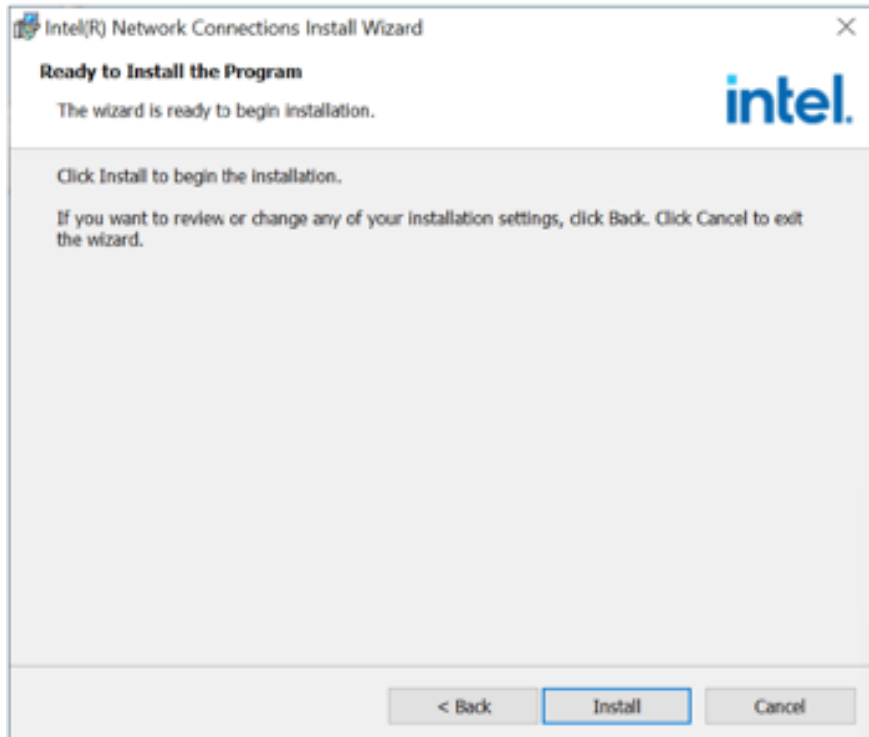 Intel(R) Network Connections Install Wizard
Ready to Install the Program
The wizard is ready to begin installation.
intel.
Click Install to begin the installation.
If you want to review or change any of your installation settings, click Back. Click Cancel to exit
the wizard.
< Back
Install
Cancel